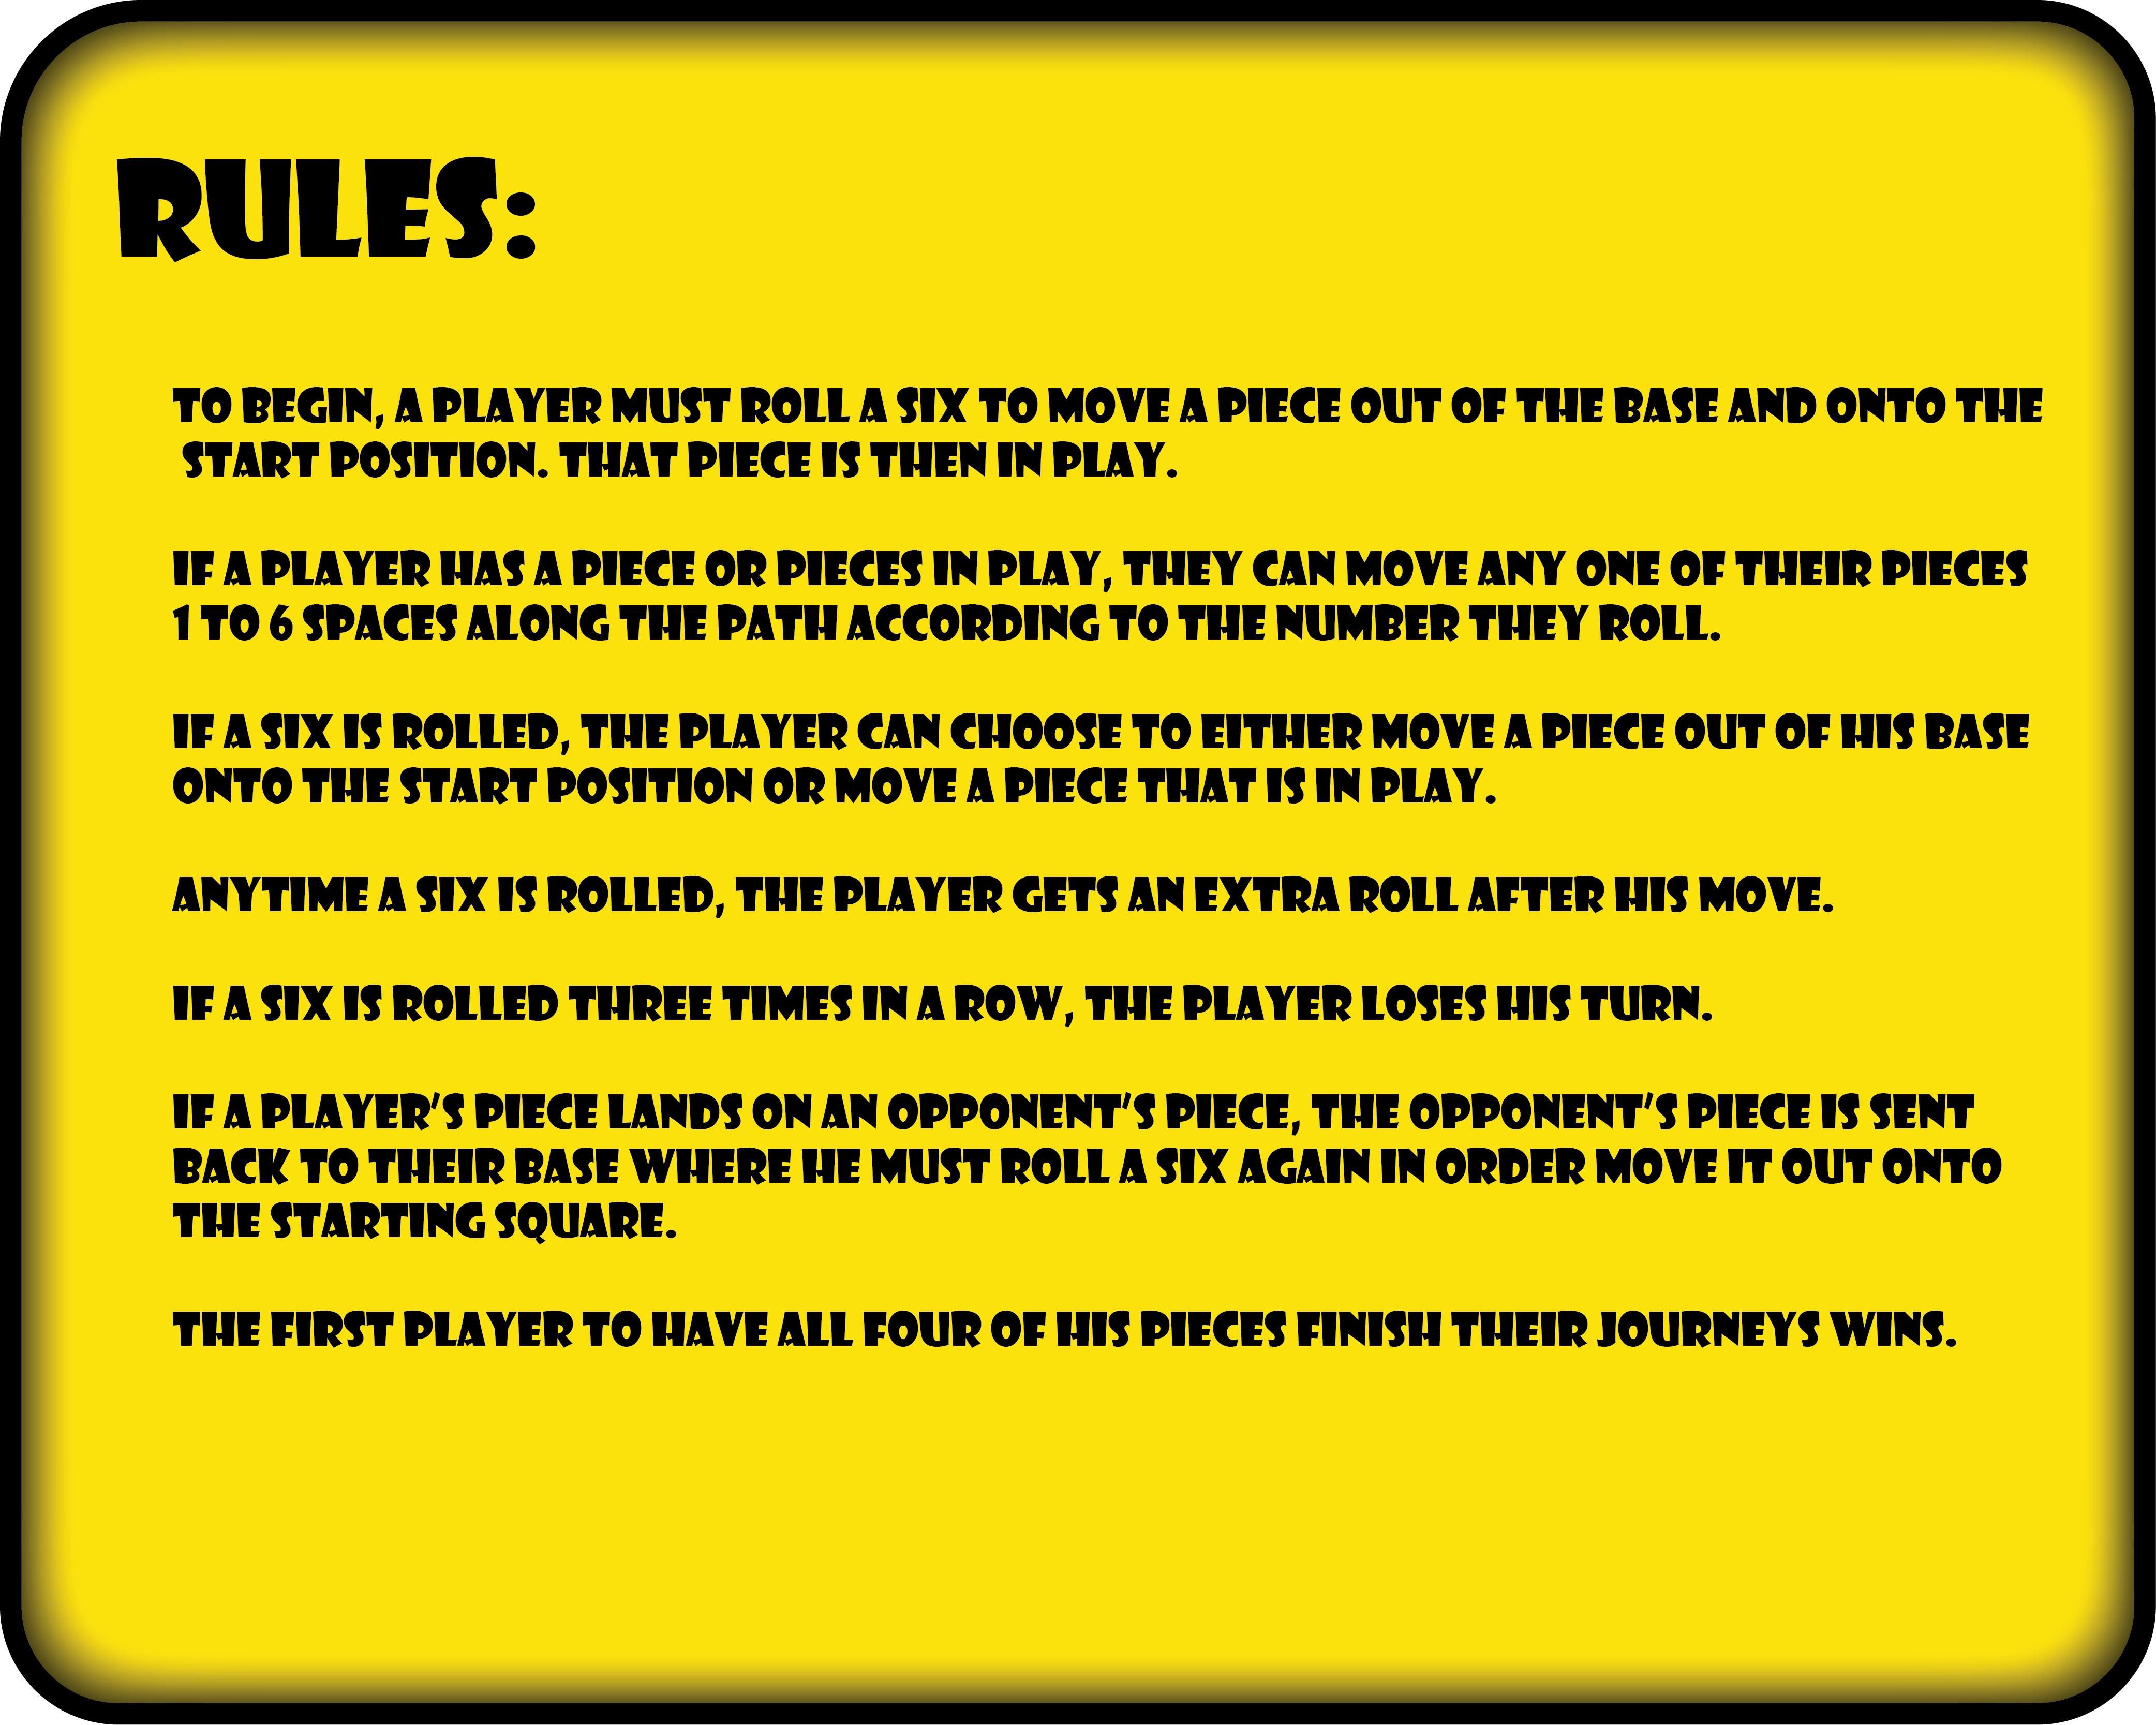 RULES:
TO BEGIN, A PLAYER MUST ROLL A SIX TO MOVE A PIECE OUT OF THE BASE AND ONTO THE
START POSITION. THAT PIECE IS THEN IN PLAY.
IF A PLAYER HAS A PIECE OR PIECES IN PLAY, THEY CAN MOVE ANY ONE OF THEIR PIECES
1 TO 6 SPACES ALONG THE PATH ACCORDING TO THE NUMBER THEY ROLL.
IF A SIX IS ROLLED, THE PLAYER CAN CHOOSE TO EITHER MOVE A PIECE OUT OF HIS BASE
ONTO THE START POSITION OR MOVE A PIECE THAT IS IN PLAY.
ANYTIME A SIX IS ROLLED, THE PLAYER GETS AN EXTRA ROLL AFTER HIS MOVE.
IF A SIX IS ROLLED THREE TIMES IN A ROW, THE PLAYER LOSES HIS TURN.
IF A PLAYER'S PIECE LANDS ON AN OPPONENT'S PIECE, THE OPPONENT'S PIECE IS SENT
BACK TO THEIR BASE WHERE HE MUST ROLL A SIX AGAIN IN ORDER MOVE IT OUT ONTO
THE STARTING SQUARE.
THE FIRST PLAYER TO HAVE ALL FOUR OF HIS PIECES FINISH THEIR JOURNEYS WINS.